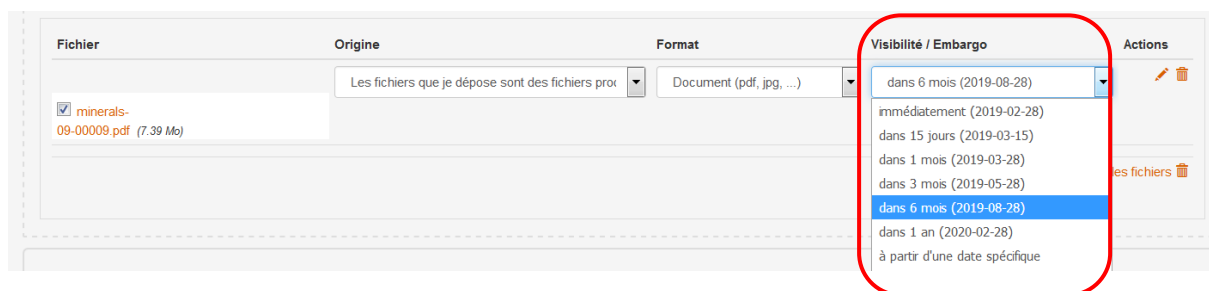 Fichier Origine Format Visibilité / Embargo Actions
Les fichiers que je dépose sont des fichiers proc Document (pdf, jpg, ...) dans 6 mois (2019-08-28)
minerals-
09-00009.pdf (7.39 Mo)
immédiatement (2019-02-28)
dans 15 jours (2019-03-15)
dans 1 mois (2019-03-28)
dans 3 mois (2019-05-28)
les fichiers
dans 6 mois (2019-08-28)
dans 1 an (2020-02-28)
à partir d'une date spécifique